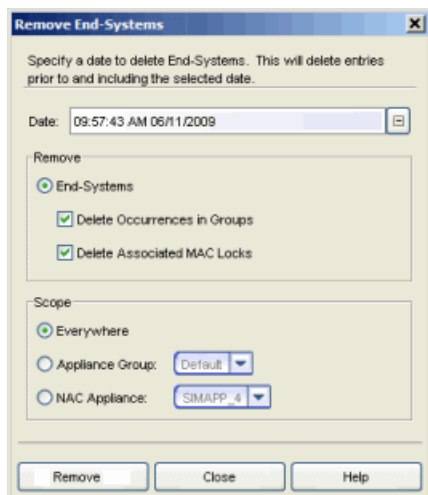 Remove End-Systems
Specify a date to delete End-Systems. This will delete entries
prior to and including the selected date.
Date: 09:57:43 AM 06/11/2009
Remove
End-Systems
Delete Occurrences in Groups
Delete Associated MAC Locks
Scope
Everywhere
Appliance Group: Default
NAC Appliance: SIMAPP_4
Remove Close Help